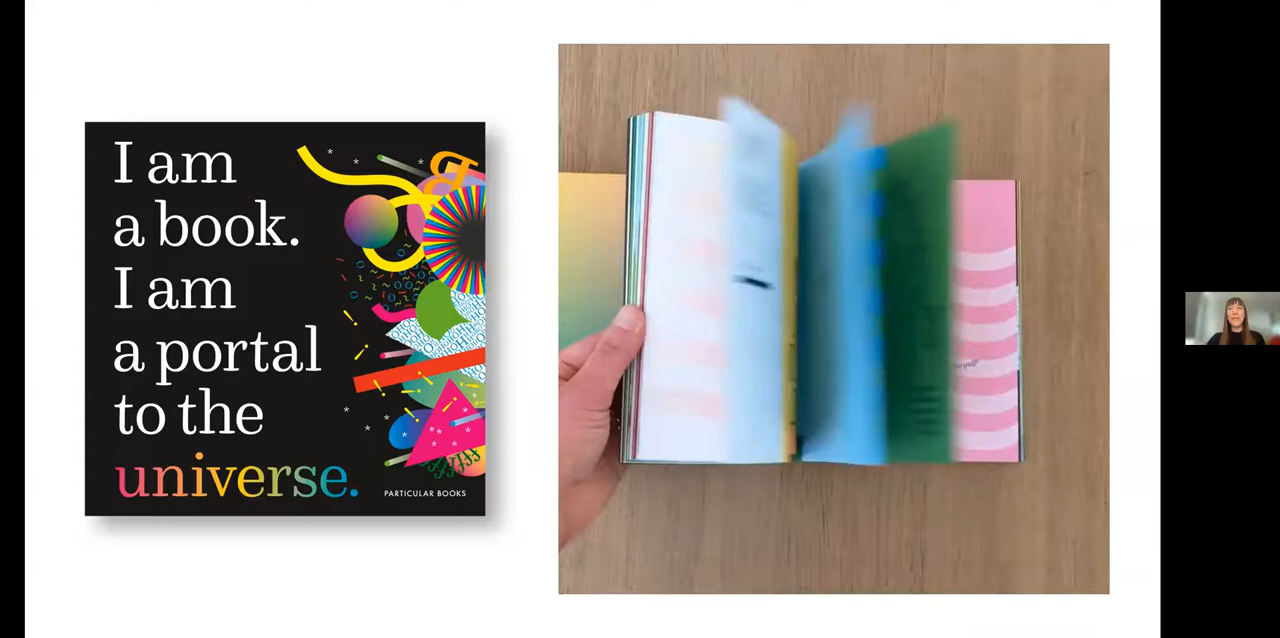 I am
a book.
I am
a portal
to the
universe.
PARTICULAR BOOKS